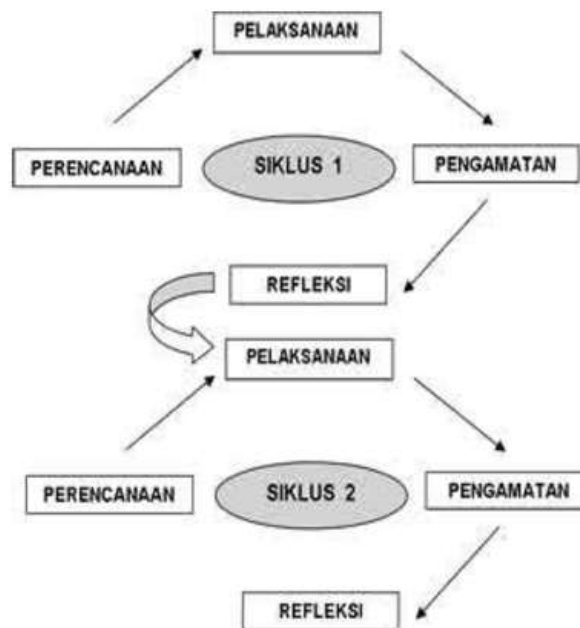 PELAKSANAAN
PERENCANAAN
SIKLUS 1
PENGAMATAN
REFLEKSI
PELAKSANAAN
PERENCANAAN
SIKLUS 2
PENGAMATAN
REFLEKSI